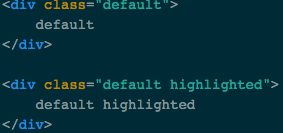 <div class="default">
    default
</div>

<div class="default highlighted">
    default highlighted
</div>